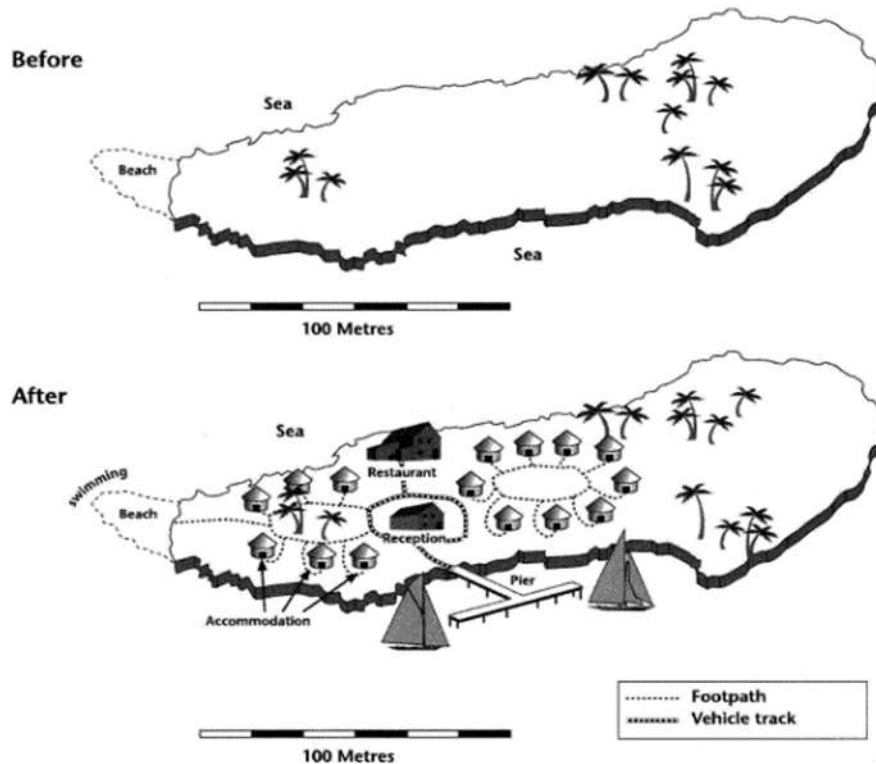 Before
Sea
Beach
Sea
100 Metres
After
Sea
swimming
Restaurant
Beach
Reception
Pier
Accommodation
Footpath
Vehicle track
100 Metres